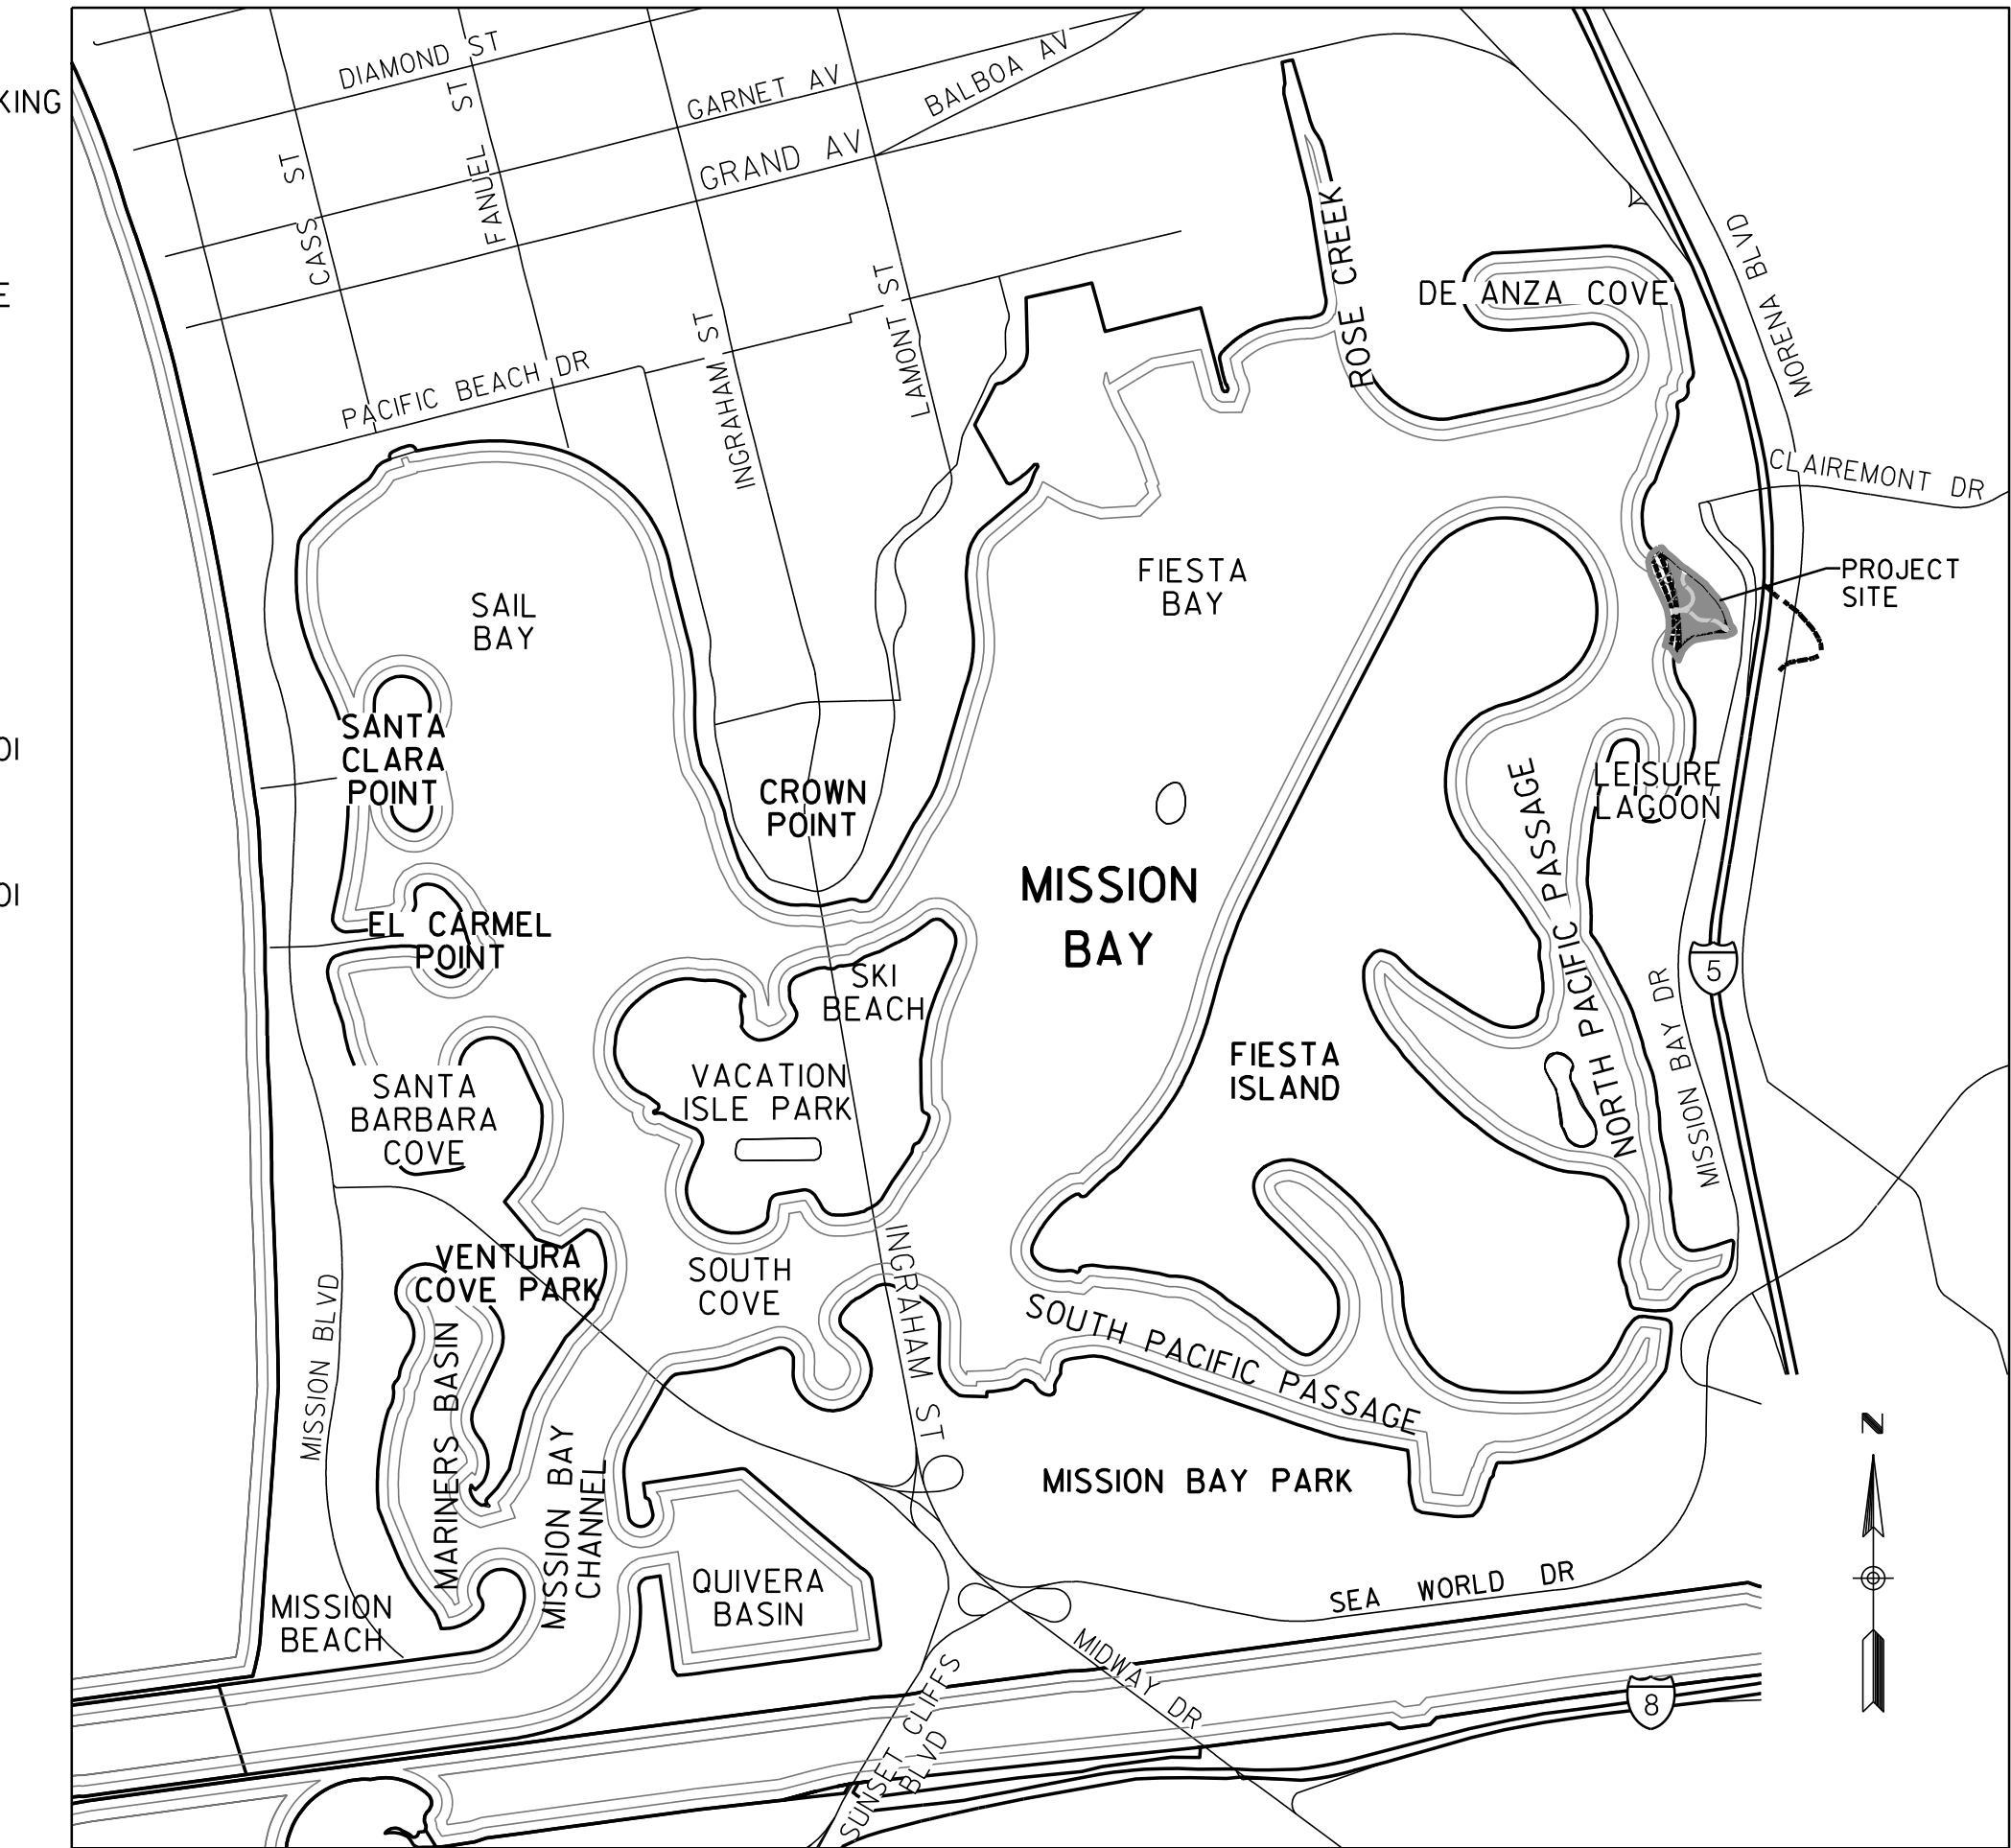 DIAMOND ST
KING
GARNET AV
BALBOA AV
GRAND AV
CASS ST
FANUEL ST
INGRAHAM ST
LAMONT ST
ROSE CREEK
DE ANZA COVE
MORENA BLVD
E
PACIFIC BEACH DR
CLAIREMONT DR
FIESTA
BAY
PROJECT
SITE
SAIL
BAY
SANTA
CLARA
POINT
OI
CROWN
POINT
LEISURE
LAGOON
MISSION
BAY
OI
EL CARMEL
POINT
SKI
BEACH
NORTH PACIFIC PASSAGE
5
MISSION BAY DR
FIESTA
ISLAND
VACATION
ISLE PARK
SANTA
BARBARA
COVE
VENTURA
COVE PARK
SOUTH
COVE
INGRAHAM ST
SOUTH PACIFIC PASSAGE
MISSION BLVD
MARINERS BASIN
MISSION BAY
CHANNEL
MISSION BAY PARK
N
QUIVERA
BASIN
MISSION
BEACH
SEA WORLD DR
MIDWAY DR
SUNSET CLIFFS
BLVD
8